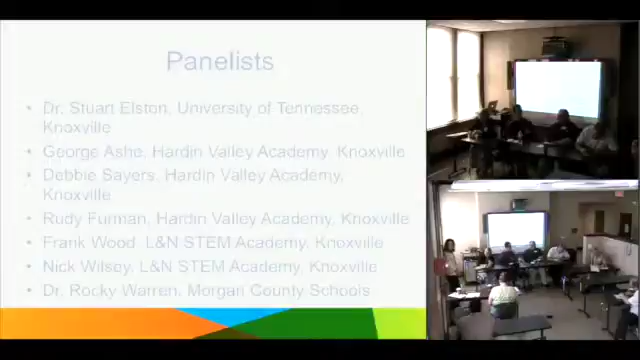 Panelists
• Dr. Stuart Elston, University of Tennessee
Knoxville
• George Ashe, Hardin Valley Academy, Knoxville
• Debbie Sayers, Hardin Valley Academy,
Knoxville
• Rudy Furman, Hardin Valley Academy, Knoxville
• Frank Wood, L&N STEM Academy, Knoxville
• Nick Wilsey, L&N STEM Academy, Knoxville
• Dr. Rocky Warren, Morgan County Schools